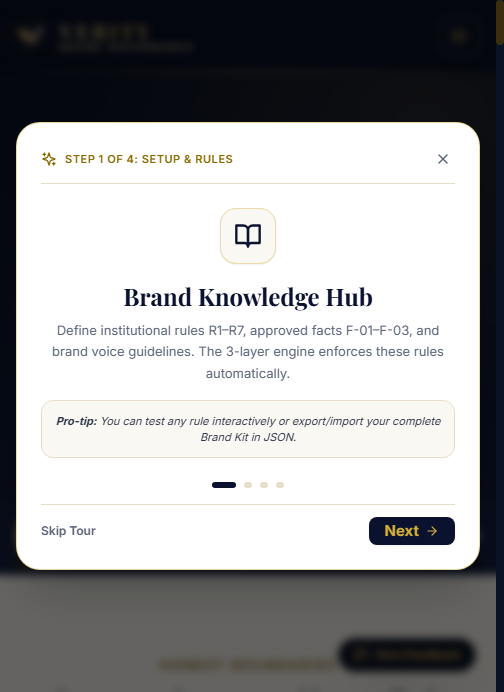 VERITY
STEP 1 OF 4: SETUP & RULES
Brand Knowledge Hub
Define institutional rules R1–R7, approved facts F-01–F-03, and
brand voice guidelines. The 3-layer engine enforces these rules
automatically.
Pro-tip: You can test any rule interactively or export/import your complete
Brand Kit in JSON.
Skip Tour
Next